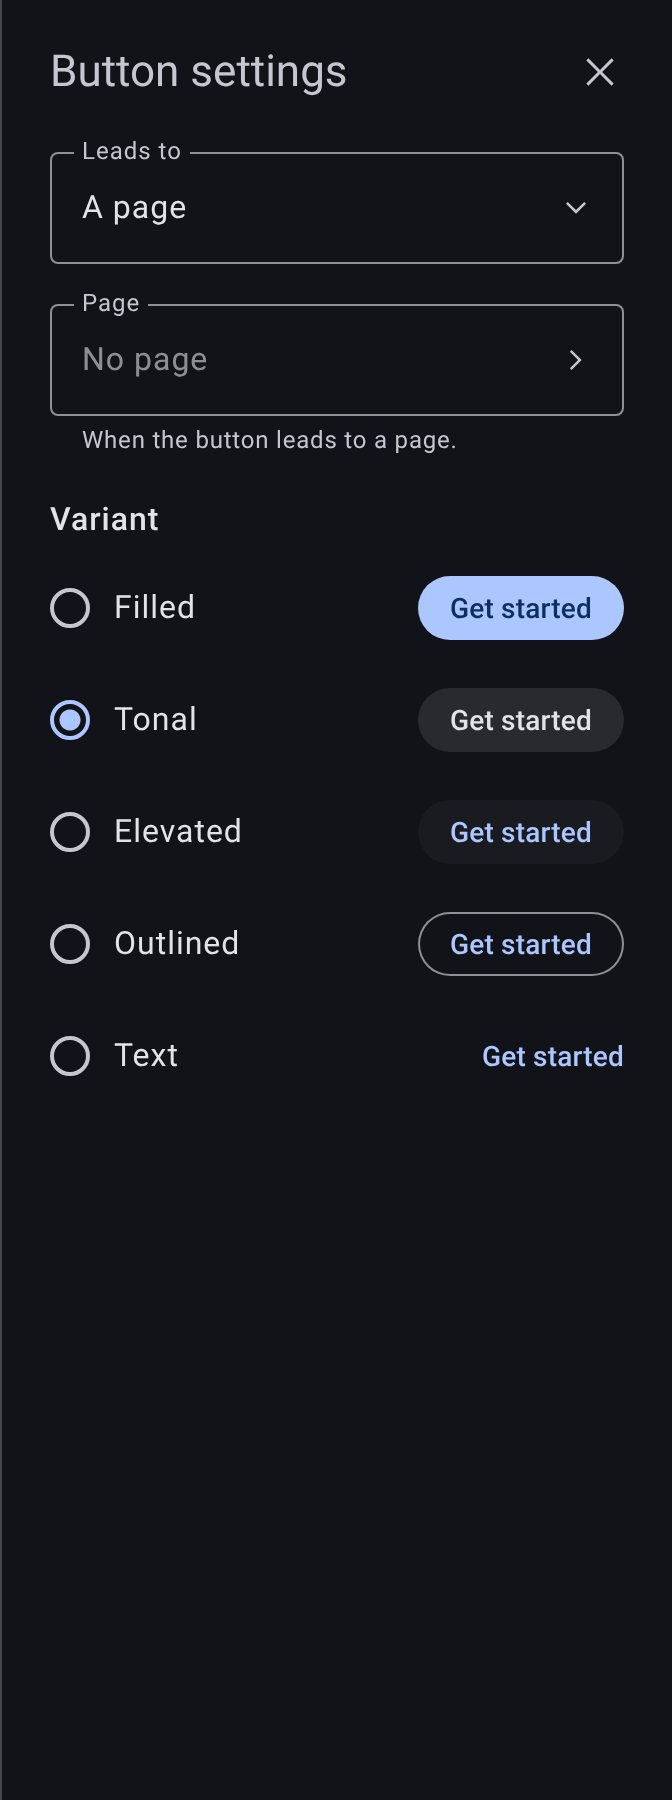 Button settings
Leads to
A page
Page
No page
When the button leads to a page.
Variant
Filled
Get started
Tonal
Get started
Elevated
Get started
Outlined
Get started
Text
Get started